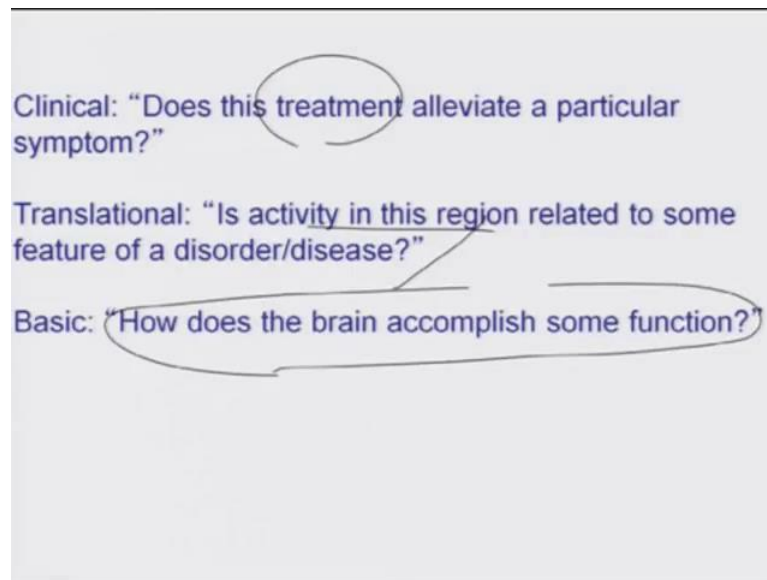 Clinical: “Does this treatment alleviate a particular
symptom?”
Translational: “Is activity in this region related to some
feature of a disorder/disease?”
Basic: “How does the brain accomplish some function?”